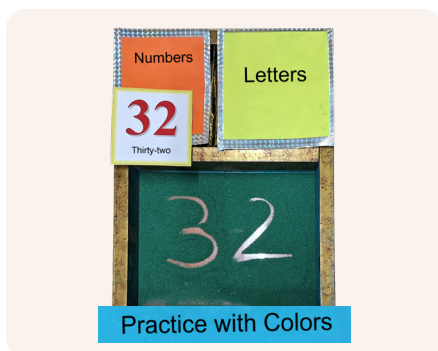 Numbers
Letters
32
Thirty-two
32
Practice with Colors